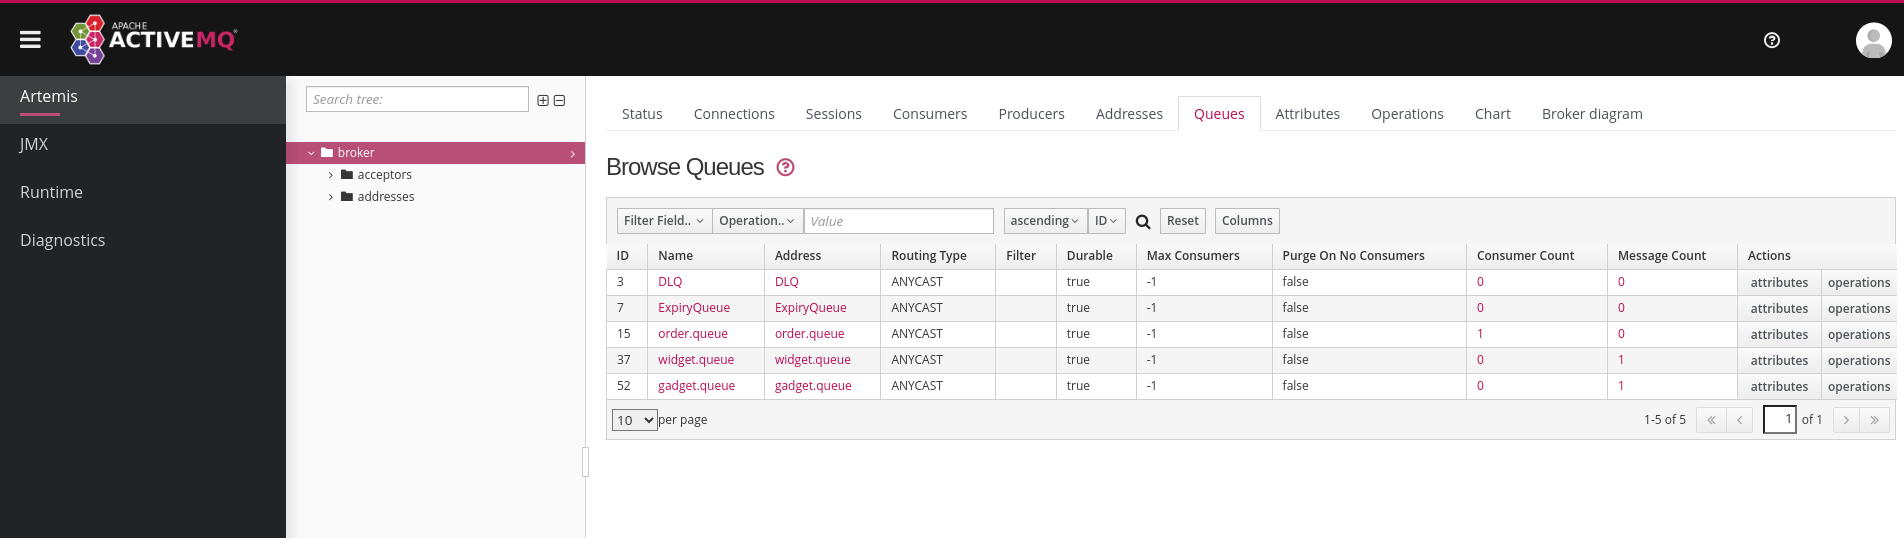 APACHE
ACTIVEMQ
Artemis
JMX
Runtime
Diagnostics
Search tree:
broker
acceptors
addresses
Status Connections Sessions Consumers Producers Addresses Queues Attributes Operations Chart Broker diagram
Browse Queues
Filter Field.. Operation.. Value ascending ID Reset Columns
ID Name Address Routing Type Filter Durable Max Consumers Purge On No Consumers Consumer Count Message Count Actions
3 DLQ DLQ ANYCAST true -1 false 0 0 attributes operations
7 ExpiryQueue ExpiryQueue ANYCAST true -1 false 0 0 attributes operations
15 order.queue order.queue ANYCAST true -1 false 1 0 attributes operations
37 widget.queue widget.queue ANYCAST true -1 false 0 1 attributes operations
52 gadget.queue gadget.queue ANYCAST true -1 false 0 1 attributes operations
10 per page 1-5 of 5 1 of 1